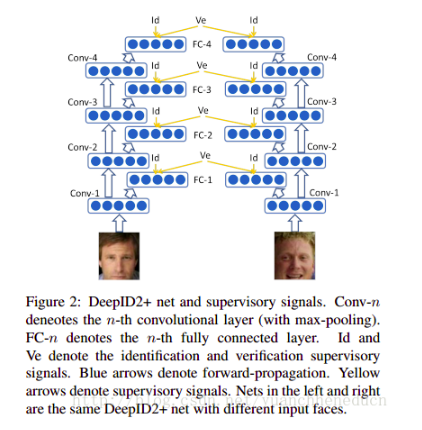 Id Ve Id
FC-4
Conv-4 Id Ve Id Conv-4
FC-3
Conv-3 Id Ve Id Conv-3
FC-2
Conv-2 Id Ve Id Conv-2
FC-1
Conv-1 Conv-1
Figure 2: DeepID2+ net and supervisory signals. Conv-n
deneotes the n-th convolutional layer (with max-pooling).
FC-n denotes the n-th fully connected layer. Id and
Ve denote the identification and verification supervisory
signals. Blue arrows denote forward-propagation. Yellow
arrows denote supervisory signals. Nets in the left and right
are the same DeepID2+ net with different input faces.